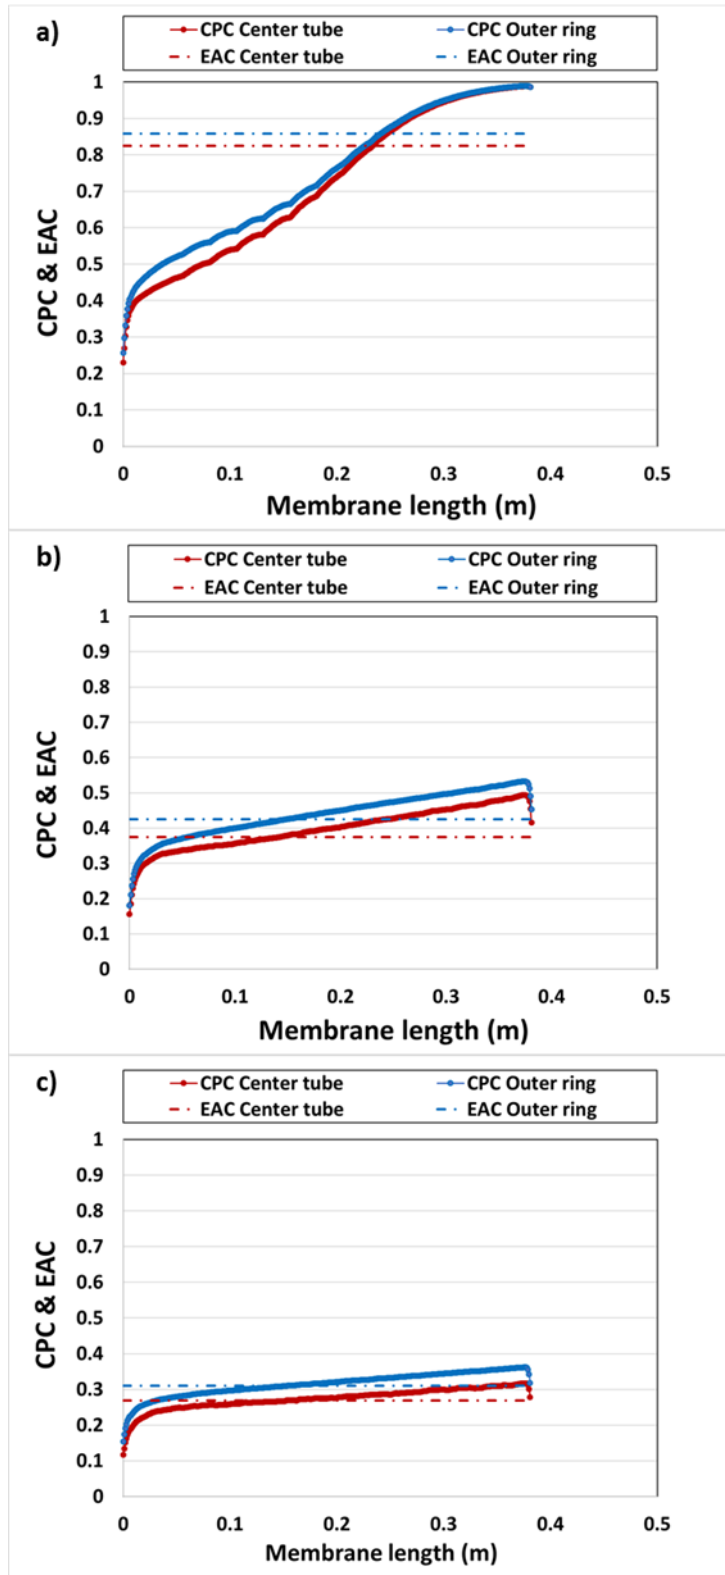 a)
CPC Center tube CPC Outer ring
EAC Center tube EAC Outer ring
1
0.9
0.8
0.7
0.6
0.5
0.4
0.3
0.2
0.1
0
CPC & EAC
0 0.1 0.2 0.3 0.4 0.5
Membrane length (m)
b)
CPC Center tube CPC Outer ring
EAC Center tube EAC Outer ring
1
0.9
0.8
0.7
0.6
0.5
0.4
0.3
0.2
0.1
0
CPC & EAC
0 0.1 0.2 0.3 0.4 0.5
Membrane length (m)
c)
CPC Center tube CPC Outer ring
EAC Center tube EAC Outer ring
1
0.9
0.8
0.7
0.6
0.5
0.4
0.3
0.2
0.1
0
CPC & EAC
0 0.1 0.2 0.3 0.4 0.5
Membrane length (m)